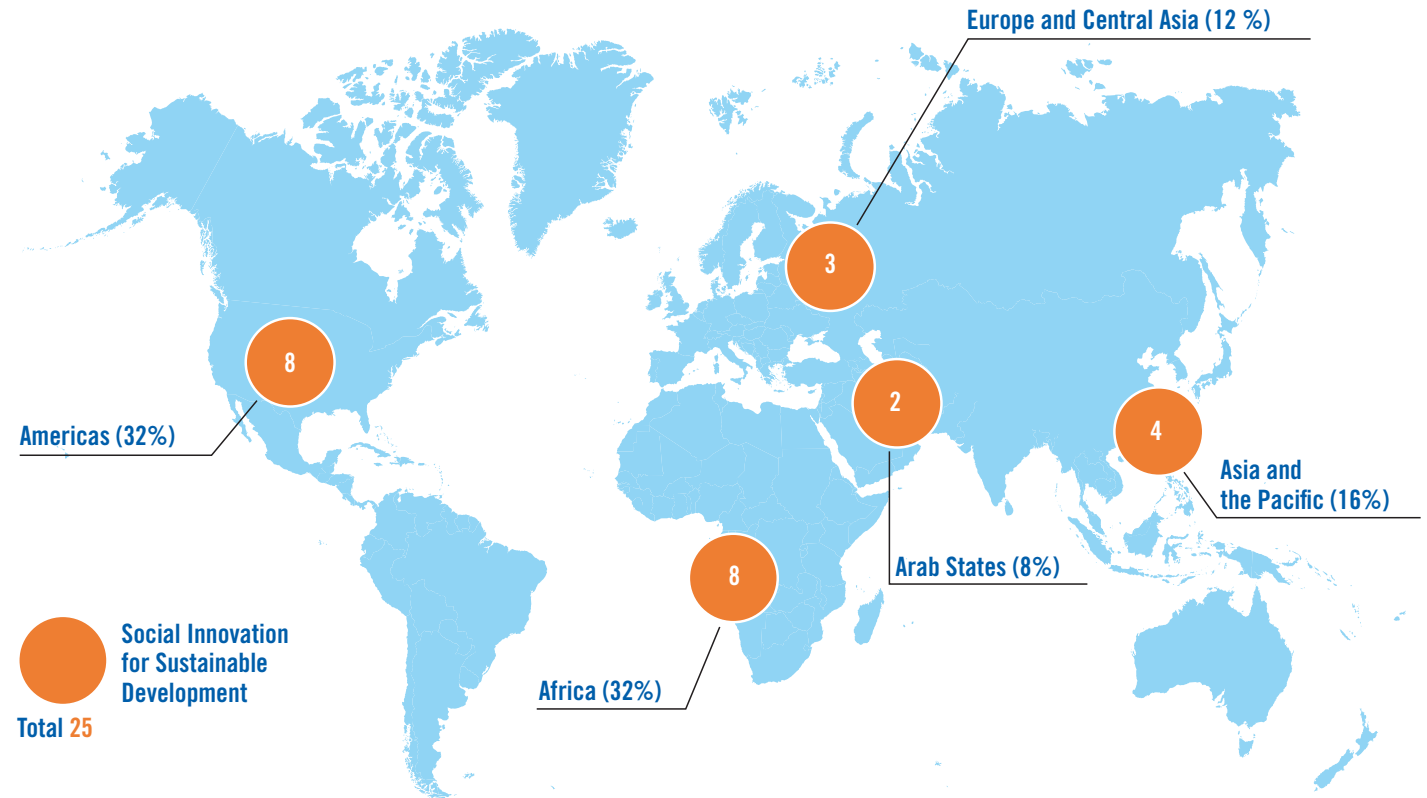 Europe and Central Asia (12 %)
3
8
2
4
Americas (32%)
Asia and
the Pacific (16%)
Arab States (8%)
8
Social Innovation
for Sustainable
Development
Africa (32%)
Total 25